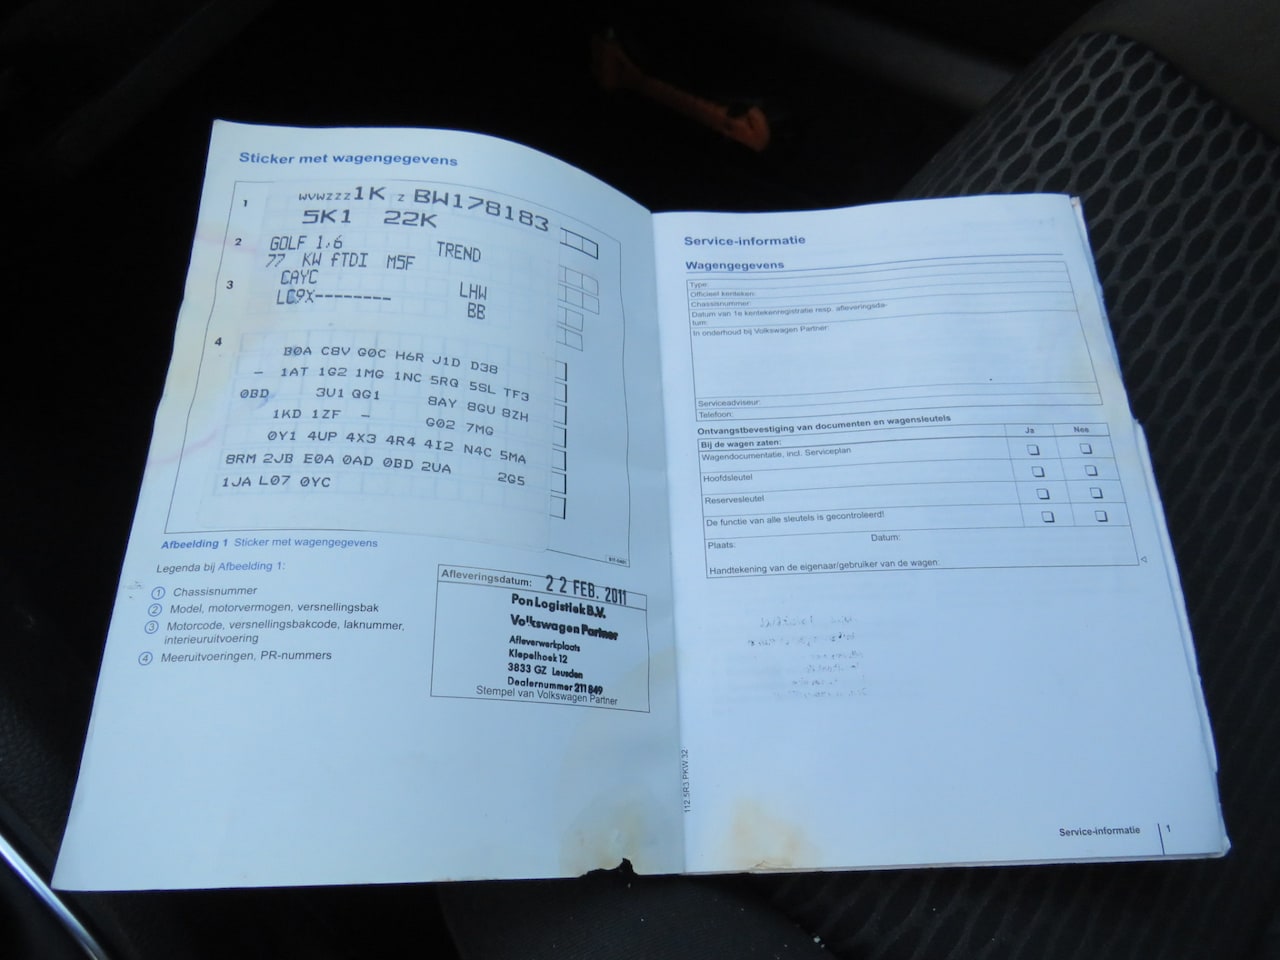 Sticker met wagengegevens
1 WVWZZZ1K Z BW178183
5K1 22K
2 GOLF 1,6 TREND
77 KW fTDI M5F
3 CAYC LHW
LC9X-------- BB
4
B0A C8V G0C H6R J1D D38
- 1AT 1G2 1MG 1NC 5RQ 5SL TF3
0BD 3U1 QG1 8AY 8GU 8ZH
1KD 1ZF - G02 7MG
0Y1 4UP 4X3 4R4 4I2 N4C 5MA
8RM 2JB E0A 0AD 0BD 2UA 2G5
1JA L07 0YC
Afbeelding 1 Sticker met wagengegevens
Legenda bij Afbeelding 1:
1 Chassisnummer
2 Model, motorvermogen, versnellingsbak
3 Motorcode, versnellingsbakcode, laknummer,
interieuruitvoering
4 Meeruitvoeringen, PR-nummers
Afleveringsdatum: 22 FEB. 2011
Pon Logistiek B.V.
Volkswagen Partner
Afleverwerkplaats
Klepelhoek 12
3833 GZ Leusden
Dealernummer 211 849
Stempel van Volkswagen Partner
Service-informatie
Wagengegevens
Type:
Officieel kenteken:
Chassisnummer:
Datum van 1e kentekenregistratie resp. afleveringsda-
tum:
In onderhoud bij Volkswagen Partner:
Serviceadviseur:
Telefoon:
Ontvangstbevestiging van documenten en wagensleutels
Bij de wagen zaten: Ja Nee
Wagendocumentatie, incl. Serviceplan
Hoofdsleutel
Reservesleutel
De functie van alle sleutels is gecontroleerd!
Plaats: Datum:
Handtekening van de eigenaar/gebruiker van de wagen:
112.5R3.PKW.32
Service-informatie 1